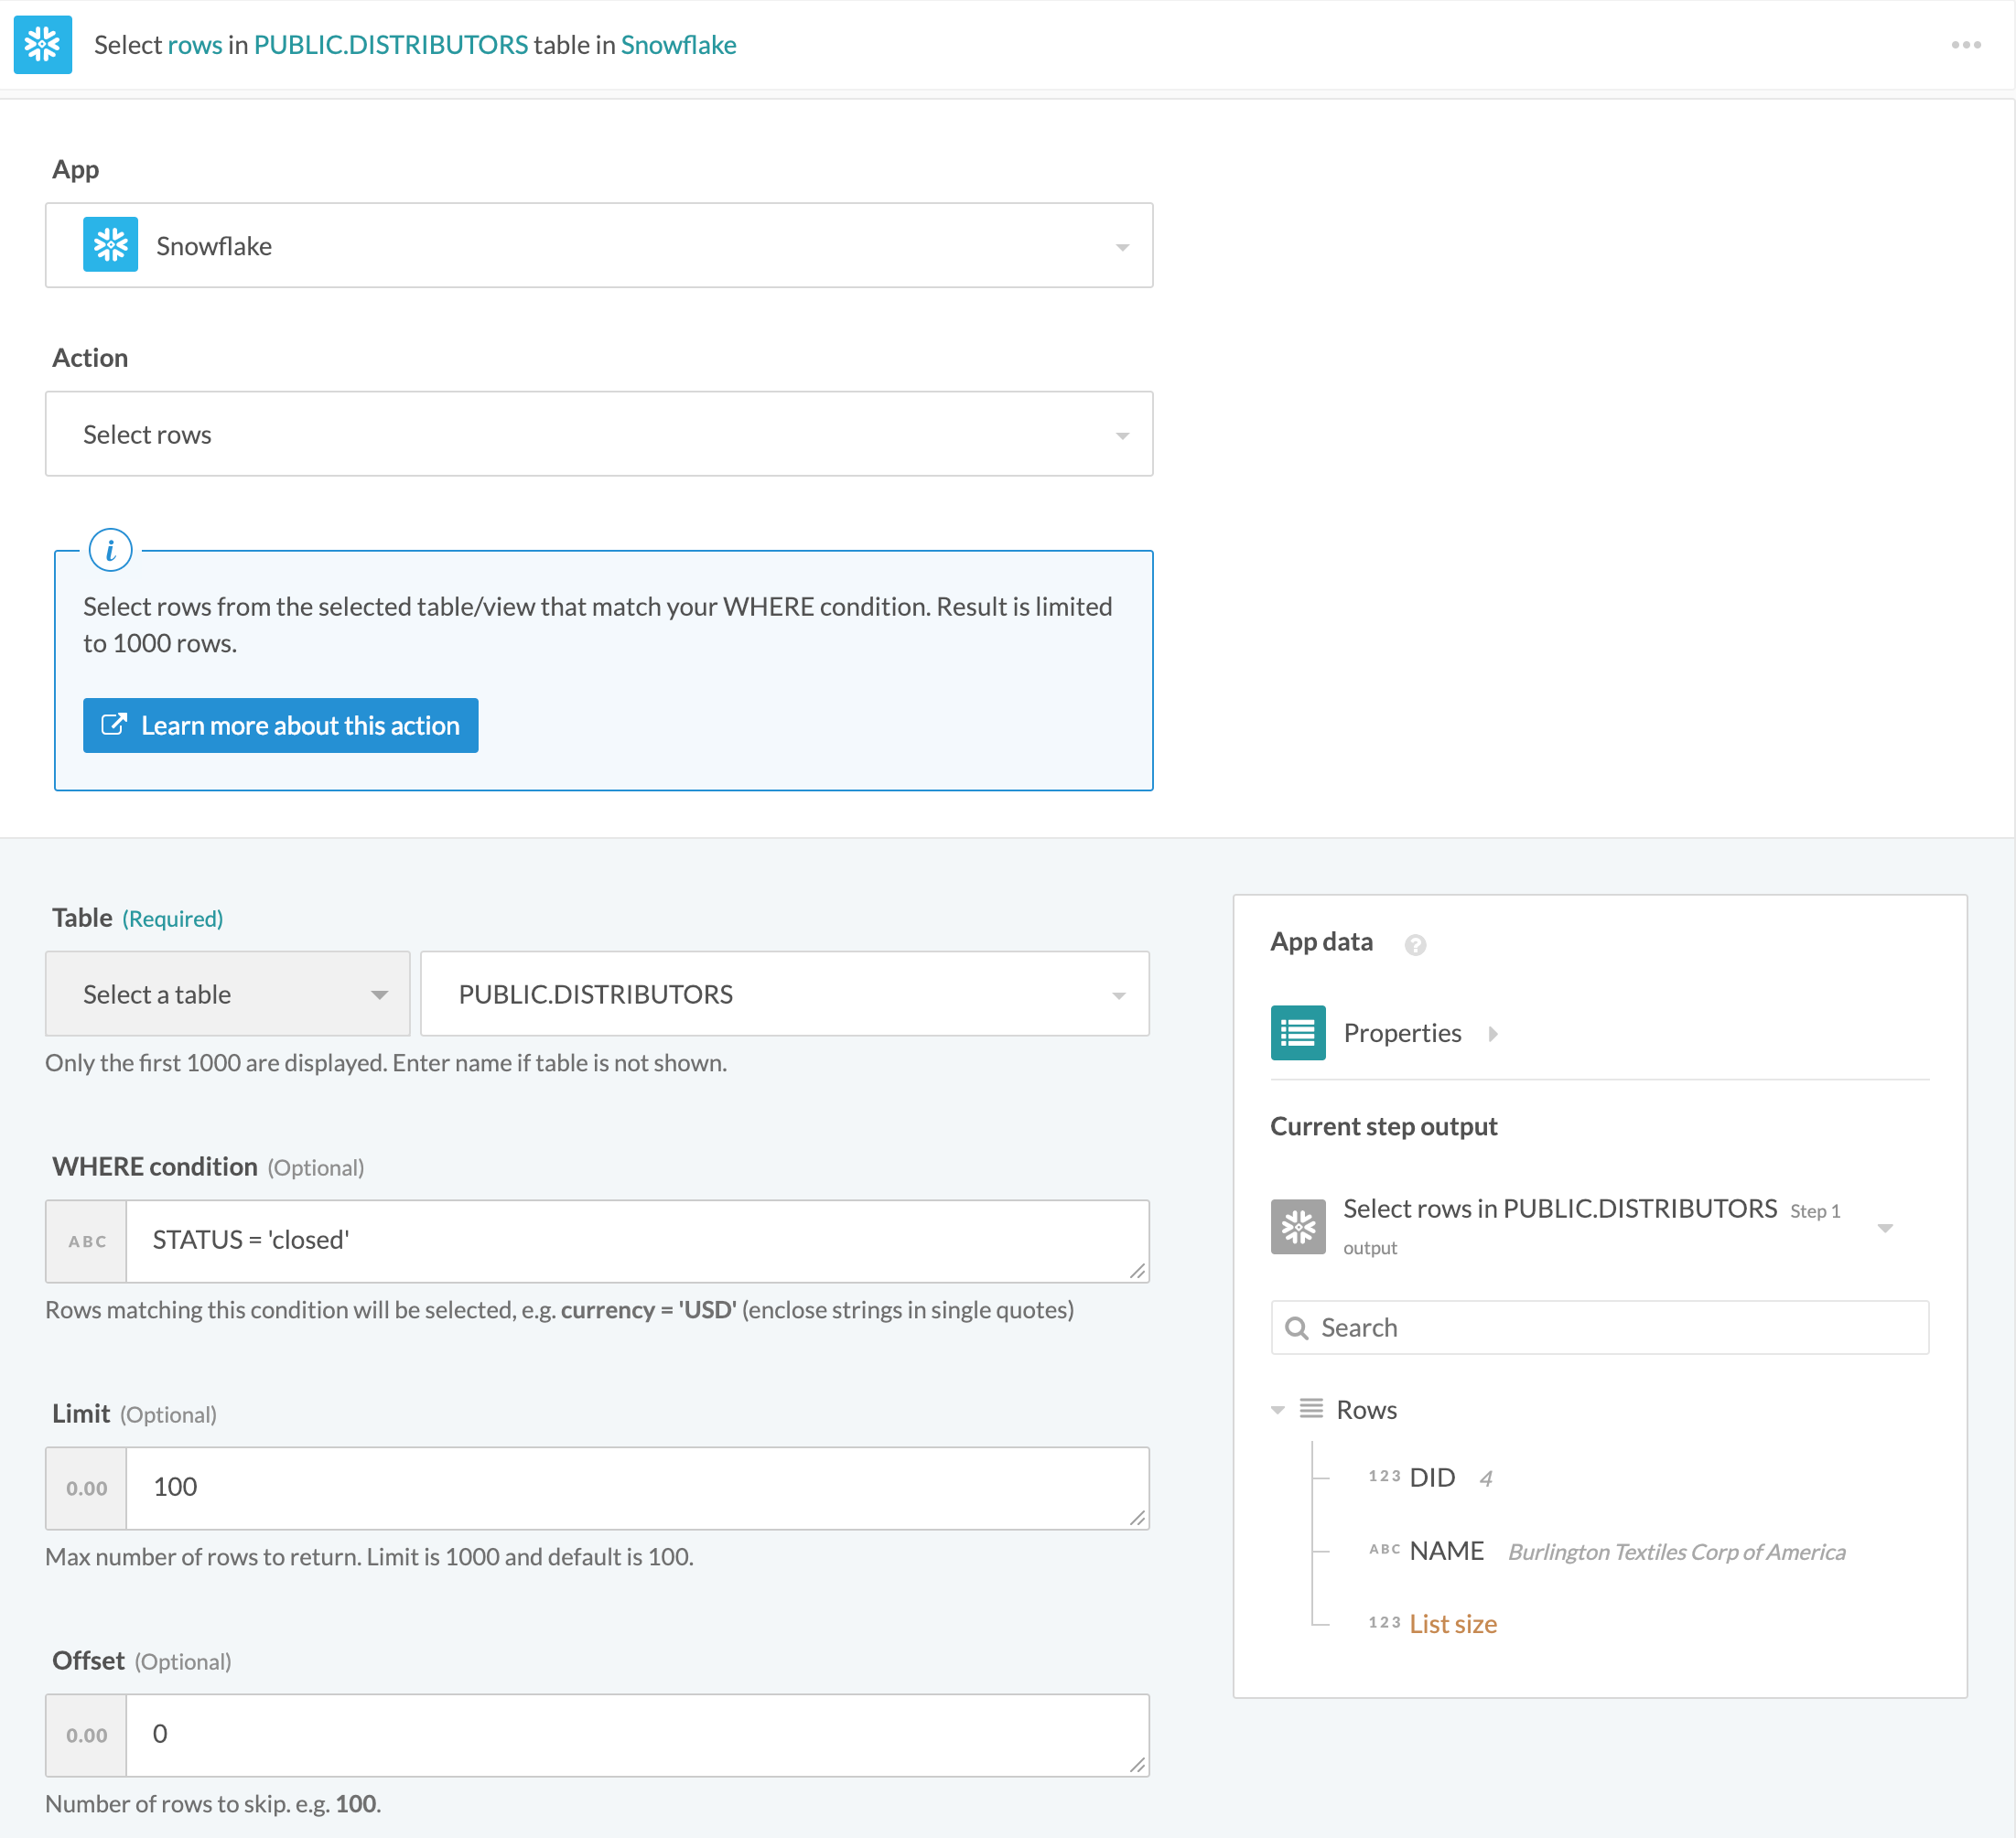 Select rows in PUBLIC.DISTRIBUTORS table in Snowflake
App
Snowflake
Action
Select rows
i
Select rows from the selected table/view that match your WHERE condition. Result is limited
to 1000 rows.
Learn more about this action
Table (Required)
Select a table
PUBLIC.DISTRIBUTORS
Only the first 1000 are displayed. Enter name if table is not shown.
WHERE condition (Optional)
ABC STATUS = 'closed'
Rows matching this condition will be selected, e.g. currency = 'USD' (enclose strings in single quotes)
Limit (Optional)
0.00 100
Max number of rows to return. Limit is 1000 and default is 100.
Offset (Optional)
0.00 0
Number of rows to skip. e.g. 100.
App data ?
Properties
Current step output
Select rows in PUBLIC.DISTRIBUTORS Step 1
output
Search
Rows
123 DID 4
ABC NAME Burlington Textiles Corp of America
123 List size